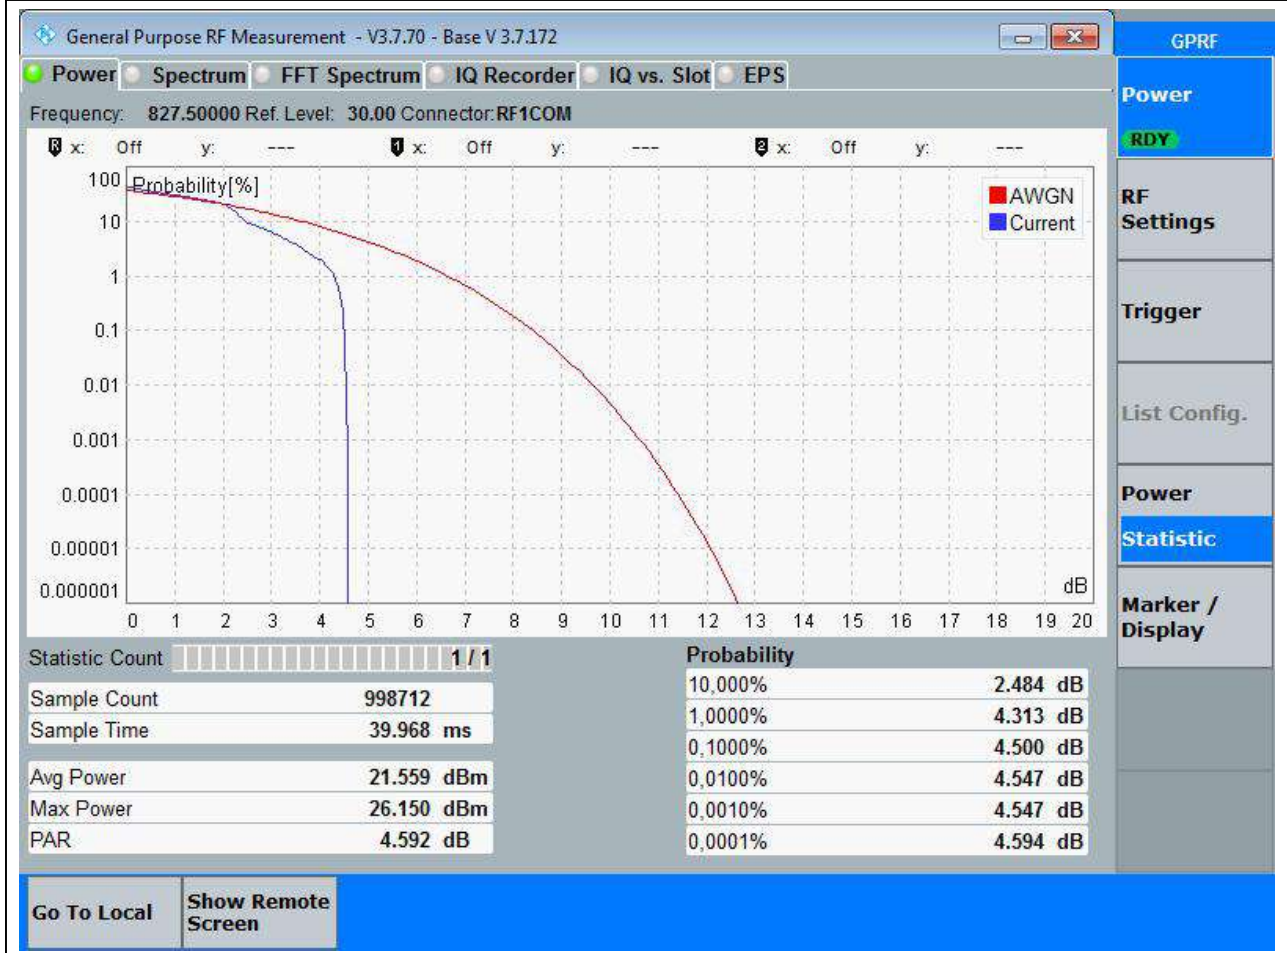 General Purpose RF Measurement - V3.7.70 - Base V 3.7.172
GPRF
Power Spectrum FFT Spectrum IQ Recorder IQ vs. Slot EPS
Frequency: 827.50000 Ref. Level: 30.00 Connector: RF1COM
R x: Off y: --- 1 x: Off y: --- 2 x: Off y: ---
Probability[%]
100
10
1
0.1
0.01
0.001
0.0001
0.00001
0.000001
AWGN
Current
dB
0 1 2 3 4 5 6 7 8 9 10 11 12 13 14 15 16 17 18 19 20
Statistic Count 1 / 1
Sample Count 998712
Sample Time 39.968 ms
Avg Power 21.559 dBm
Max Power 26.150 dBm
PAR 4.592 dB
Probability
10,000% 2.484 dB
1,0000% 4.313 dB
0,1000% 4.500 dB
0,0100% 4.547 dB
0,0010% 4.547 dB
0,0001% 4.594 dB
Power
RDY
RF
Settings
Trigger
List Config.
Power
Statistic
Marker /
Display
Go To Local
Show Remote
Screen